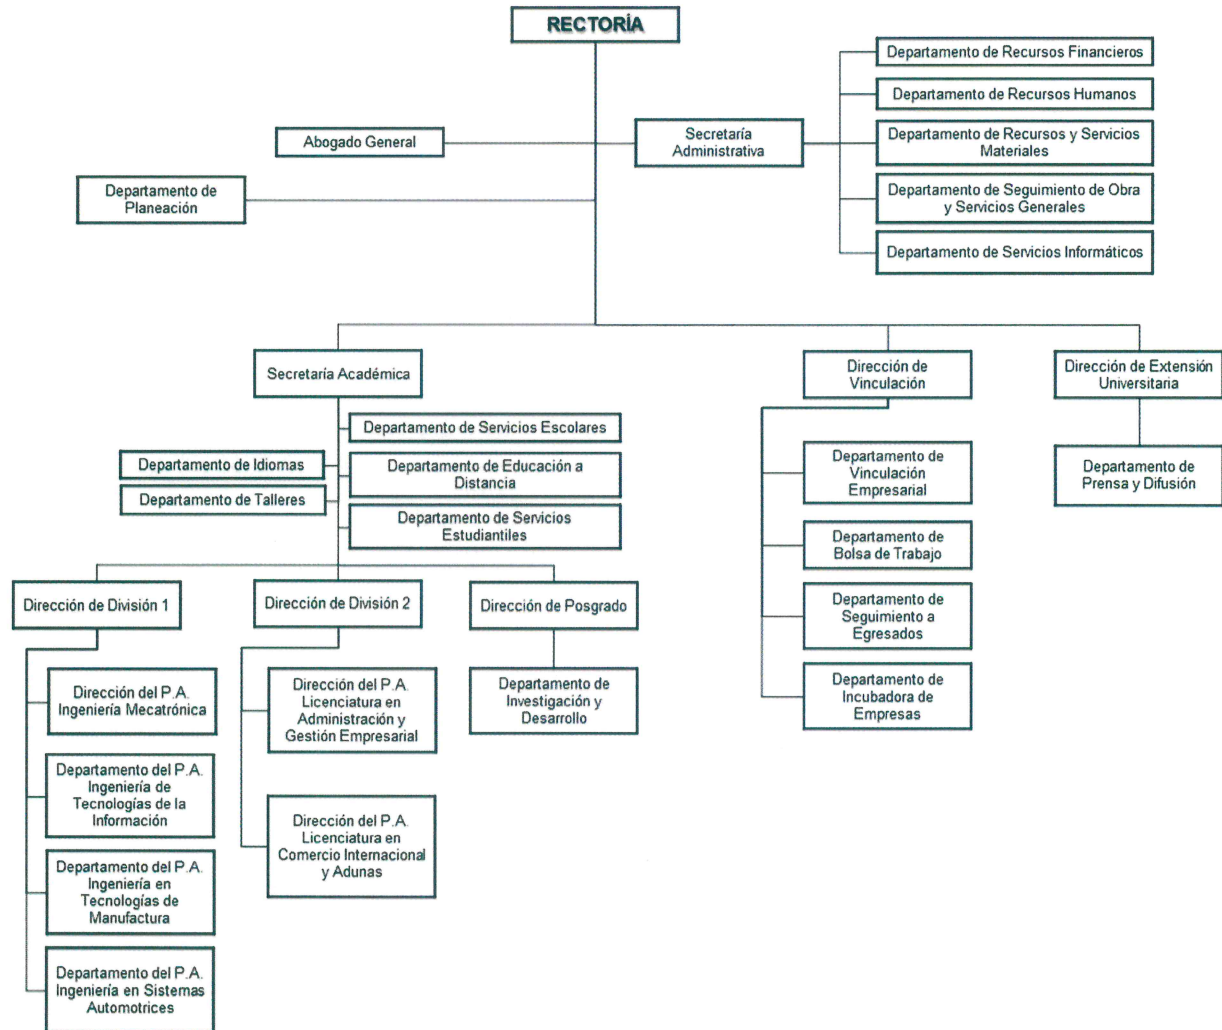 RECTORÍA
Departamento de Recursos Financieros
Departamento de Recursos Humanos
Abogado General
Secretaría
Administrativa
Departamento de Recursos y Servicios
Materiales
Departamento de
Planeación
Departamento de Seguimiento de Obra
y Servicios Generales
Departamento de Servicios Informáticos
Secretaría Académica
Dirección de
Vinculación
Dirección de Extensión
Universitaria
Departamento de Servicios Escolares
Departamento de Idiomas
Departamento de Educación a
Distancia
Departamento de Talleres
Departamento de Servicios
Estudiantiles
Departamento de
Vinculación
Empresarial
Departamento de
Prensa y Difusión
Departamento de
Bolsa de Trabajo
Departamento de
Seguimiento a
Egresados
Departamento de
Incubadora de
Empresas
Dirección de División 1
Dirección de División 2
Dirección de Posgrado
Dirección del P.A.
Ingeniería Mecatrónica
Departamento del P.A.
Ingeniería de
Tecnologías de la
Información
Departamento del P.A.
Ingeniería en
Tecnologías de
Manufactura
Departamento del P.A.
Ingeniería en Sistemas
Automotrices
Dirección del P.A.
Licenciatura en
Administración y
Gestión Empresarial
Dirección del P.A.
Licenciatura en
Comercio Internacional
y Adunas
Departamento de
Investigación y
Desarrollo